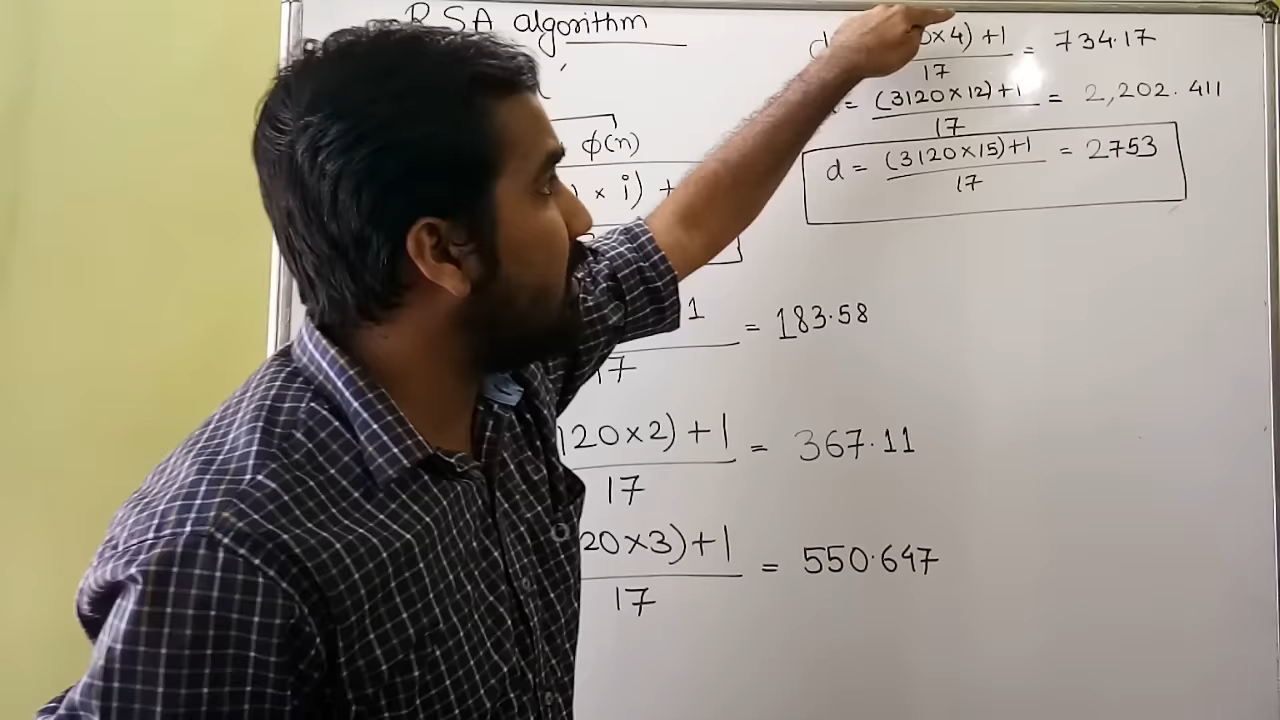 RSA algorithm
φ(n)
× i) +
1
= 183.58
17
120×2) + 1
= 367.11
17
20×3) + 1
= 550.647
17
d
0×4) + 1
= 734.17
17
= (3120×12) + 1
= 2,202.411
17
d = (3120×15) + 1
= 2753
17